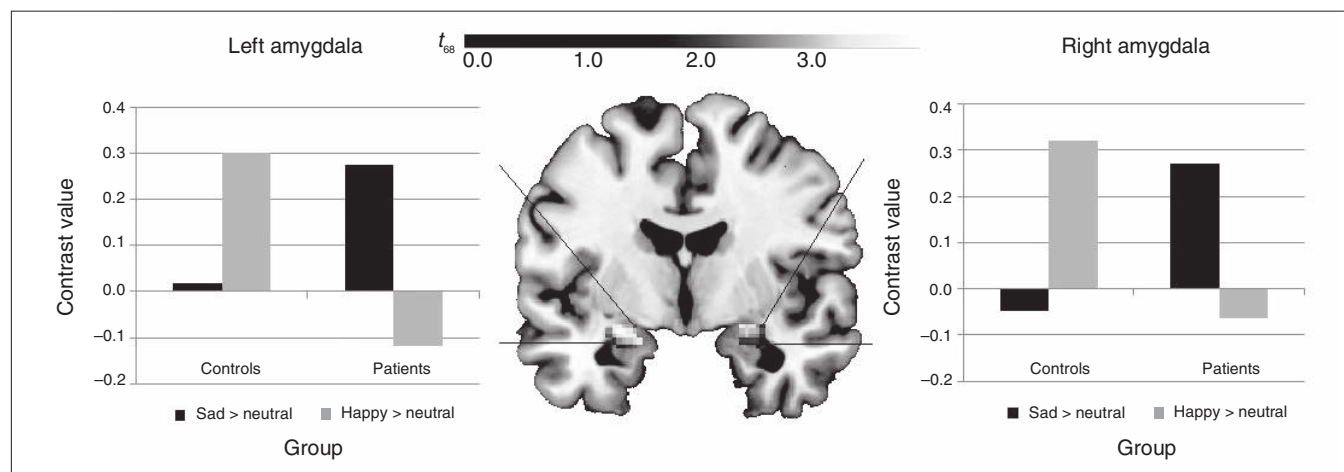 Left amygdala
t68
0.0 1.0 2.0 3.0
Right amygdala
Contrast value
0.4
0.3
0.2
0.1
0.0
–0.1
–0.2
Controls Patients
Sad > neutral Happy > neutral
Group
Contrast value
0.4
0.3
0.2
0.1
0.0
–0.1
–0.2
Controls Patients
Sad > neutral Happy > neutral
Group